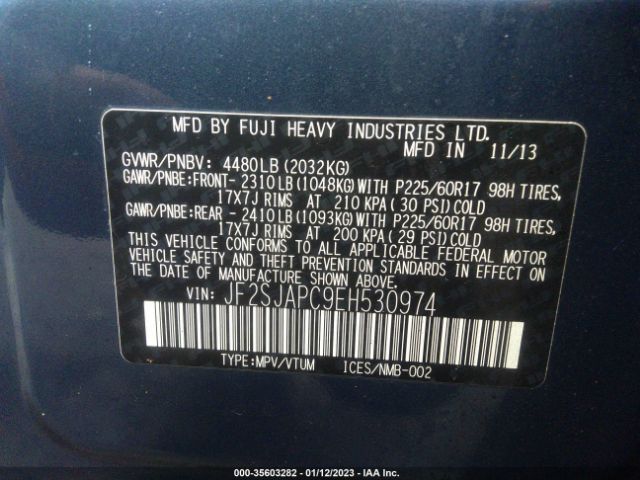 MFD BY FUJI HEAVY INDUSTRIES LTD.
MFD IN 11/13
GVWR/PNBV: 4480LB(2032KG)
GAWR/PNBE:FRONT- 2310LB(1048KG)WITH P225/60R17 98H TIRES,
17X7J RIMS AT 210 KPA(30 PSI)COLD
GAWR/PNBE:REAR - 2410LB(1093KG)WITH P225/60R17 98H TIRES,
17X7J RIMS AT 200 KPA(29 PSI)COLD
THIS VEHICLE CONFORMS TO ALL APPLICABLE FEDERAL MOTOR
VEHICLE SAFETY AND THEFT PREVENTION STANDARDS IN EFFECT ON
THE DATE OF MANUFACTURE SHOWN ABOVE.
VIN: JF2SJAPC9EH530974
TYPE:MPV/VTUM ICES/NMB-002
000-35603282 - 01/12/2023 - IAA Inc.